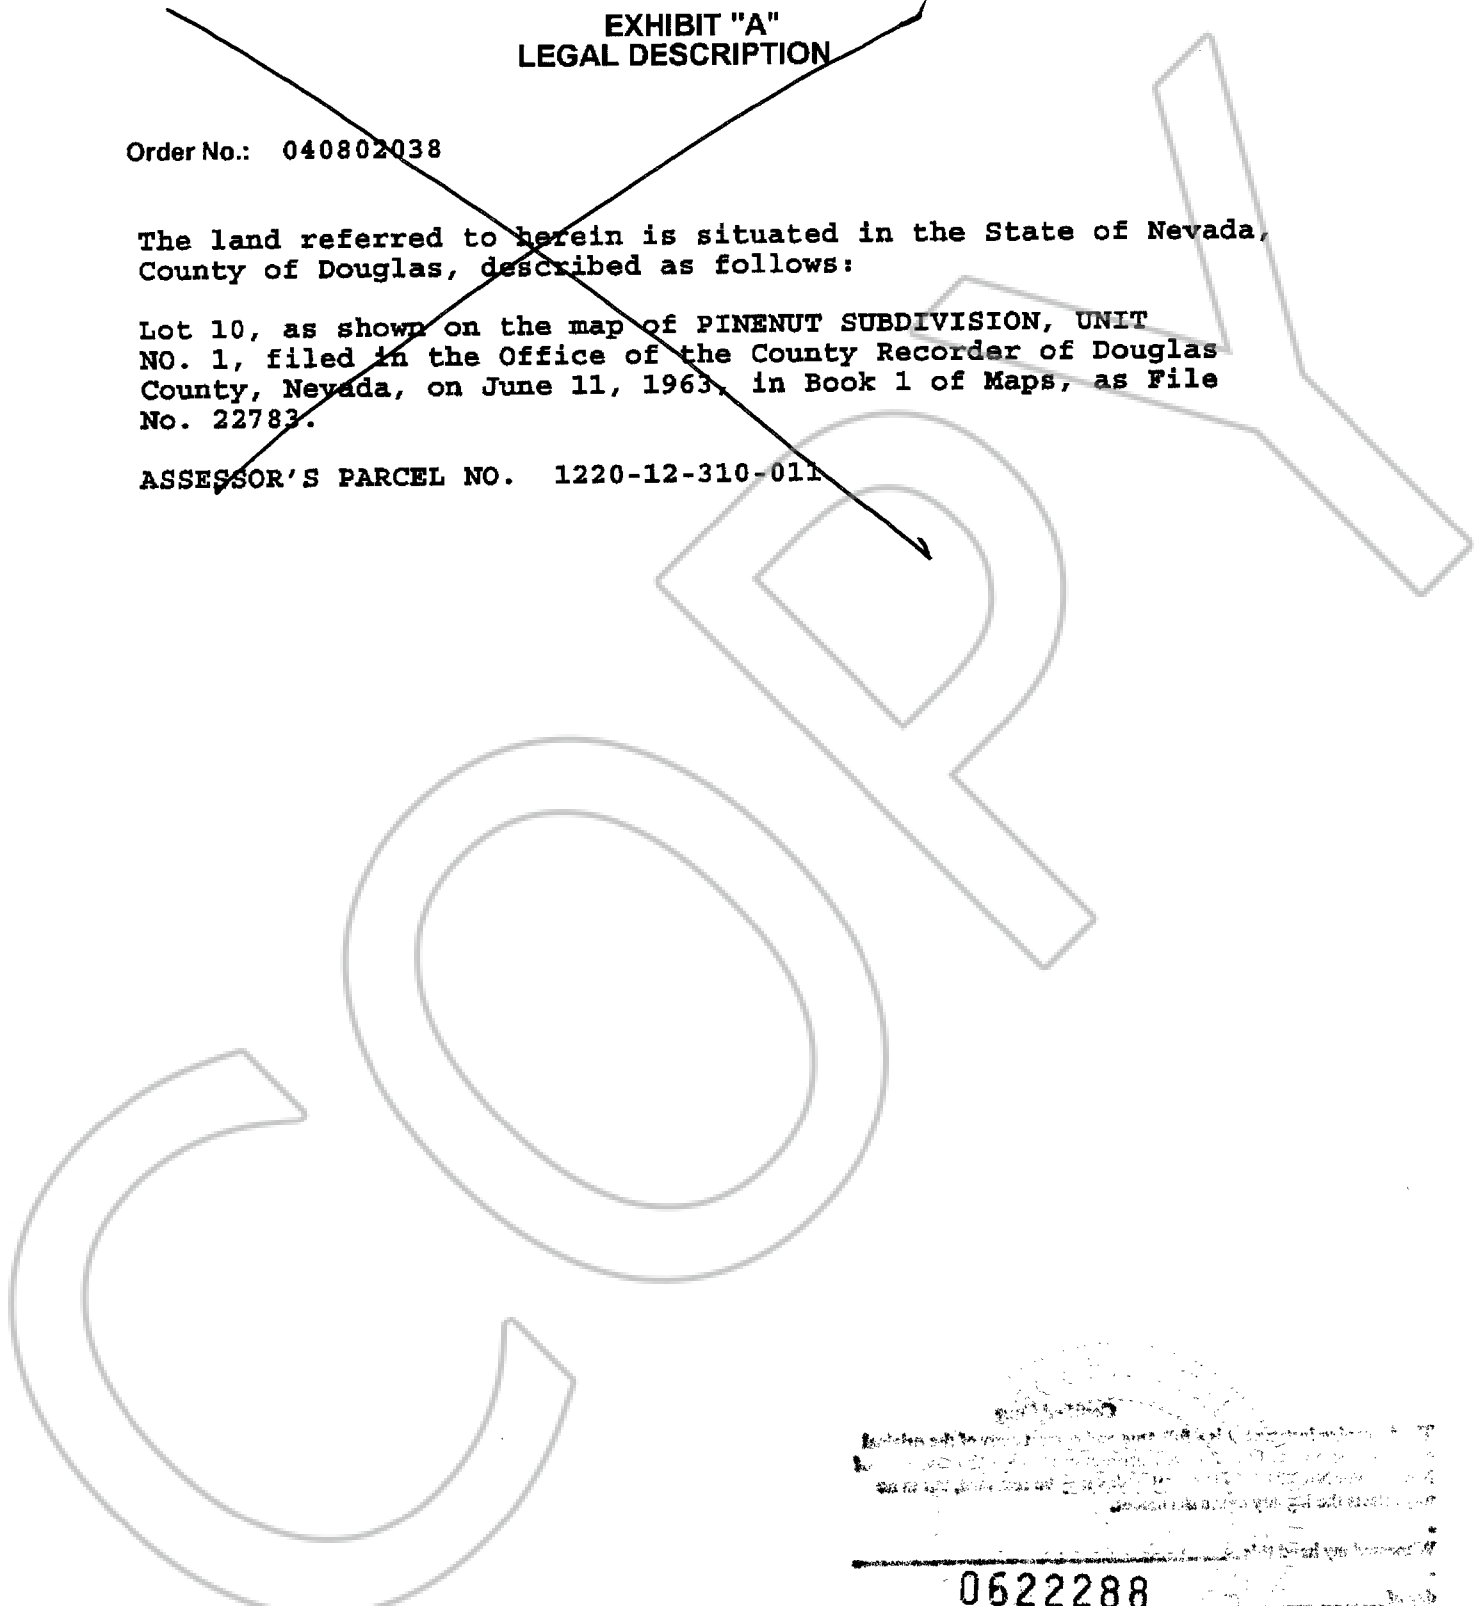 EXHIBIT "A"
LEGAL DESCRIPTION
Order No.: 040802038
The land referred to herein is situated in the State of Nevada,
County of Douglas, described as follows:
Lot 10, as shown on the map of PINENUT SUBDIVISION, UNIT
NO. 1, filed in the Office of the County Recorder of Douglas
County, Nevada, on June 11, 1963, in Book 1 of Maps, as File
No. 22783.
ASSESSOR'S PARCEL NO. 1220-12-310-011
COPY
0622288